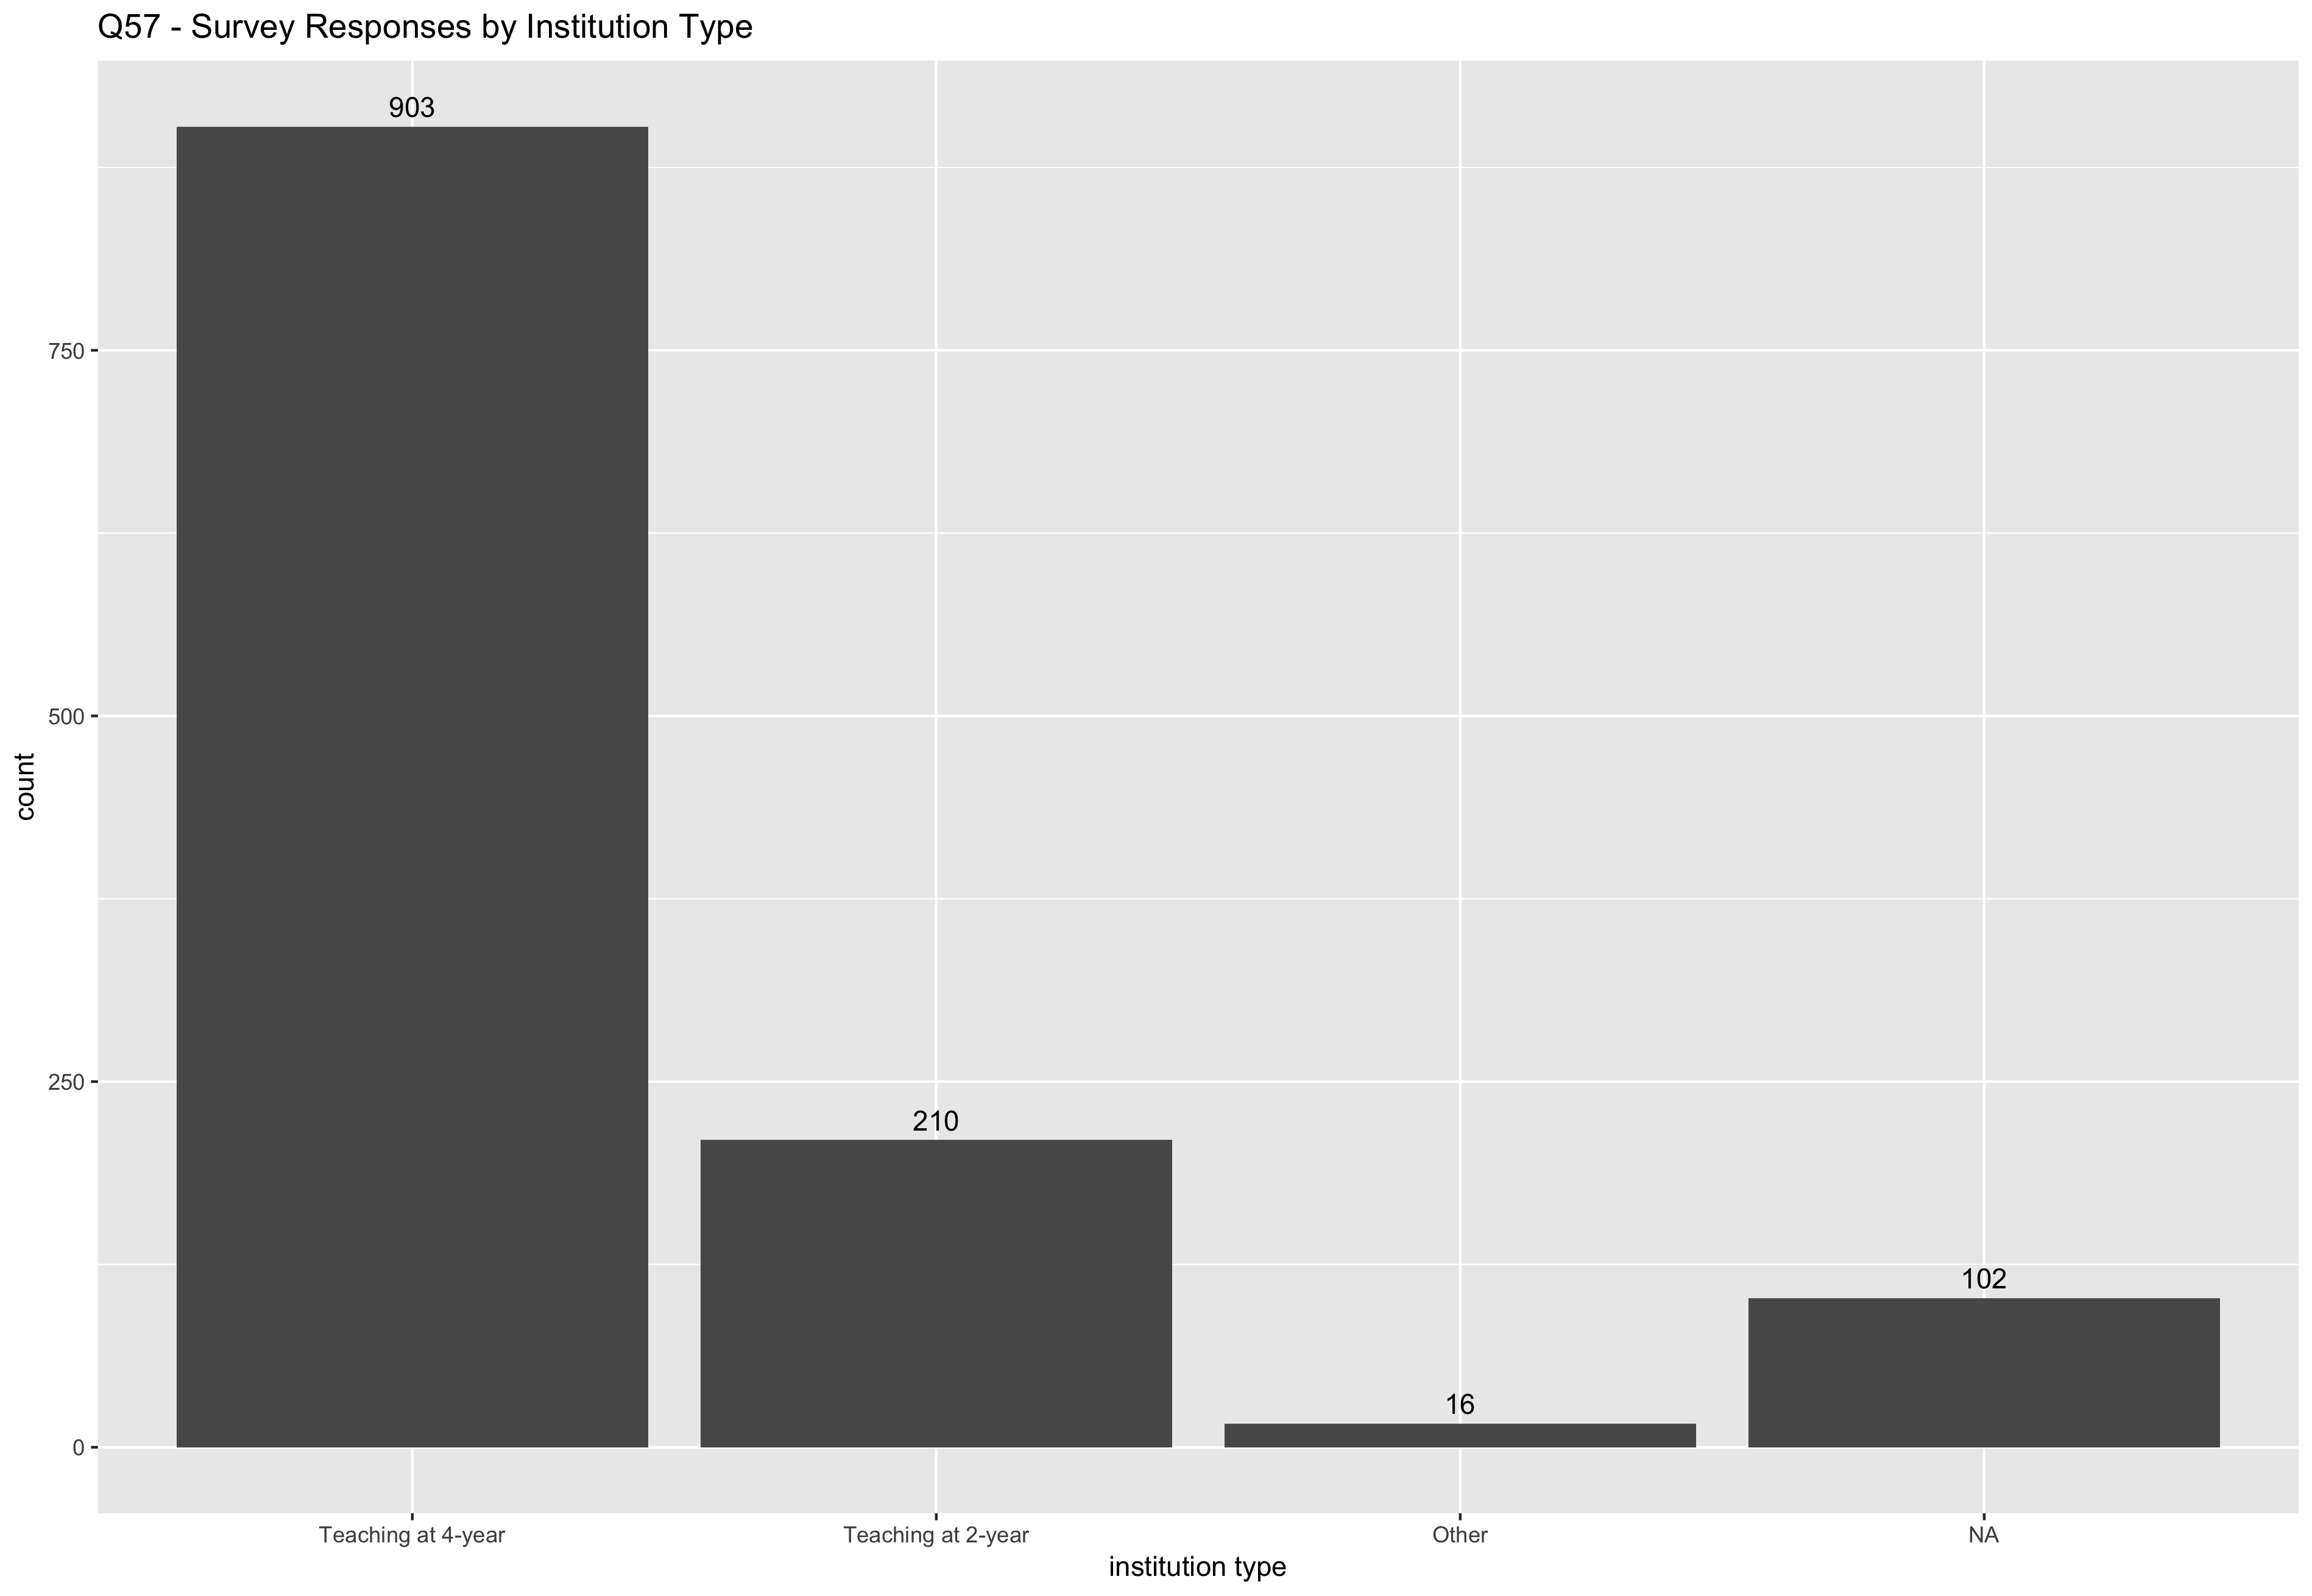 Q57 - Survey Responses by Institution Type
903
750
500
count
250
210
102
16
0
Teaching at 4-year
Teaching at 2-year
Other
NA
institution type